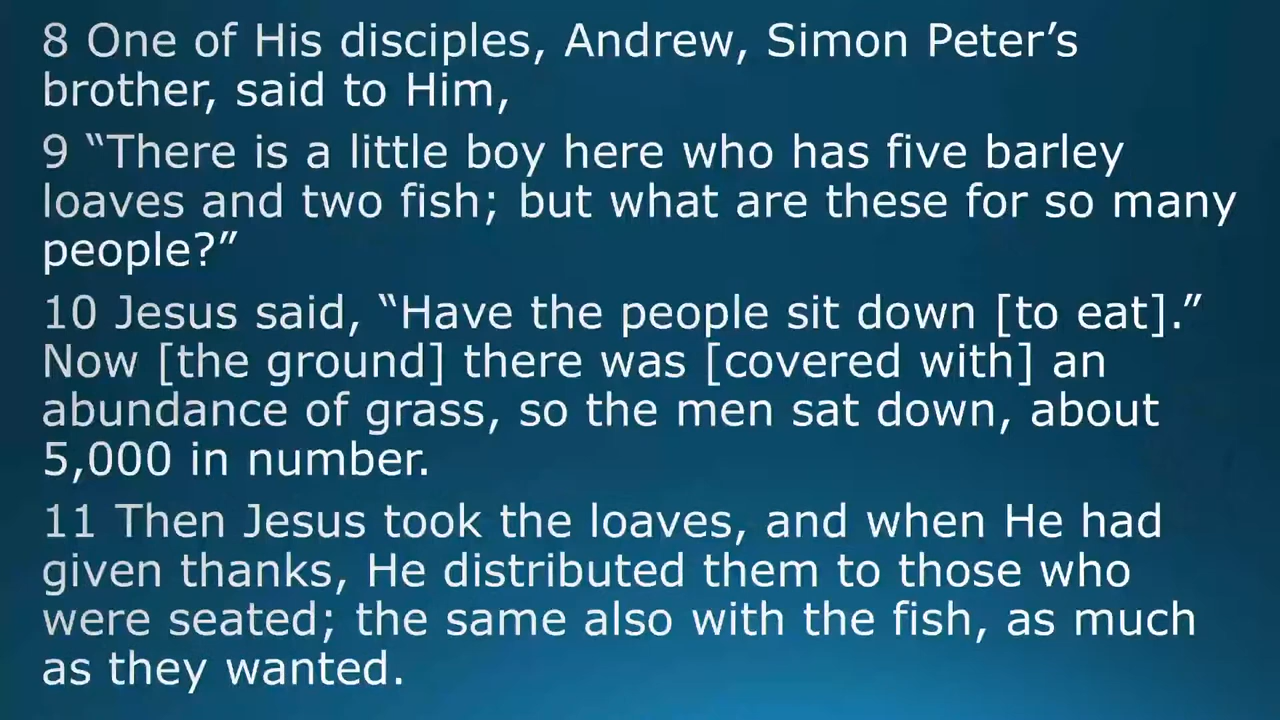 8 One of His disciples, Andrew, Simon Peter’s
brother, said to Him,
9 “There is a little boy here who has five barley
loaves and two fish; but what are these for so many
people?”
10 Jesus said, “Have the people sit down [to eat].”
Now [the ground] there was [covered with] an
abundance of grass, so the men sat down, about
5,000 in number.
11 Then Jesus took the loaves, and when He had
given thanks, He distributed them to those who
were seated; the same also with the fish, as much
as they wanted.